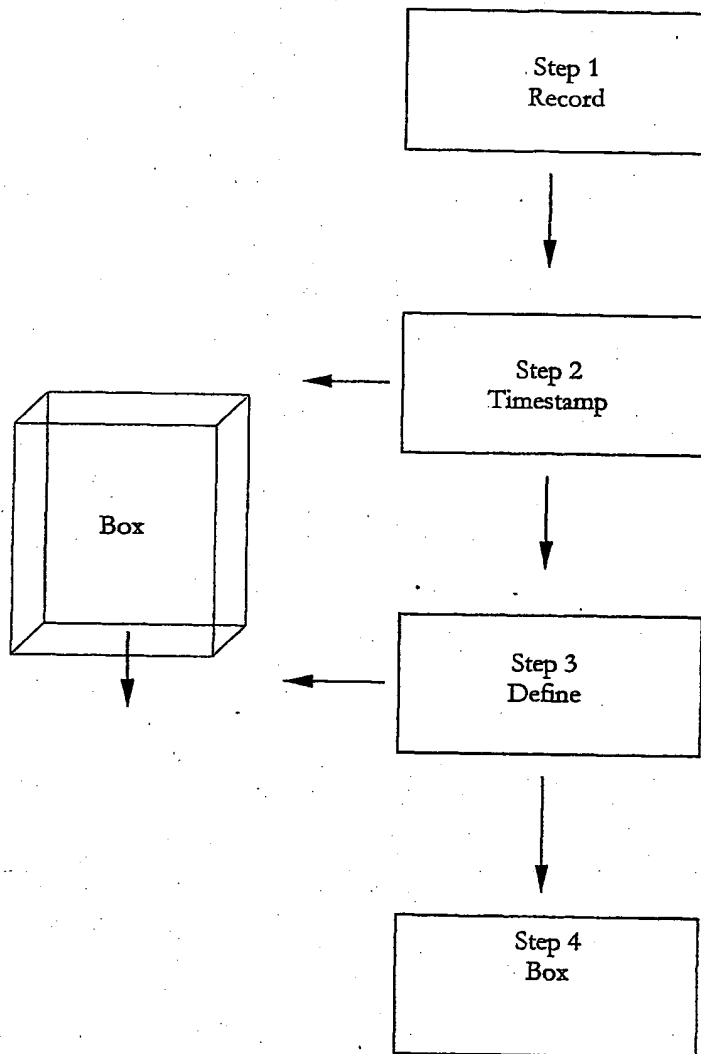 Step 1
Record
Step 2
Timestamp
Box
Step 3
Define
Step 4
Box